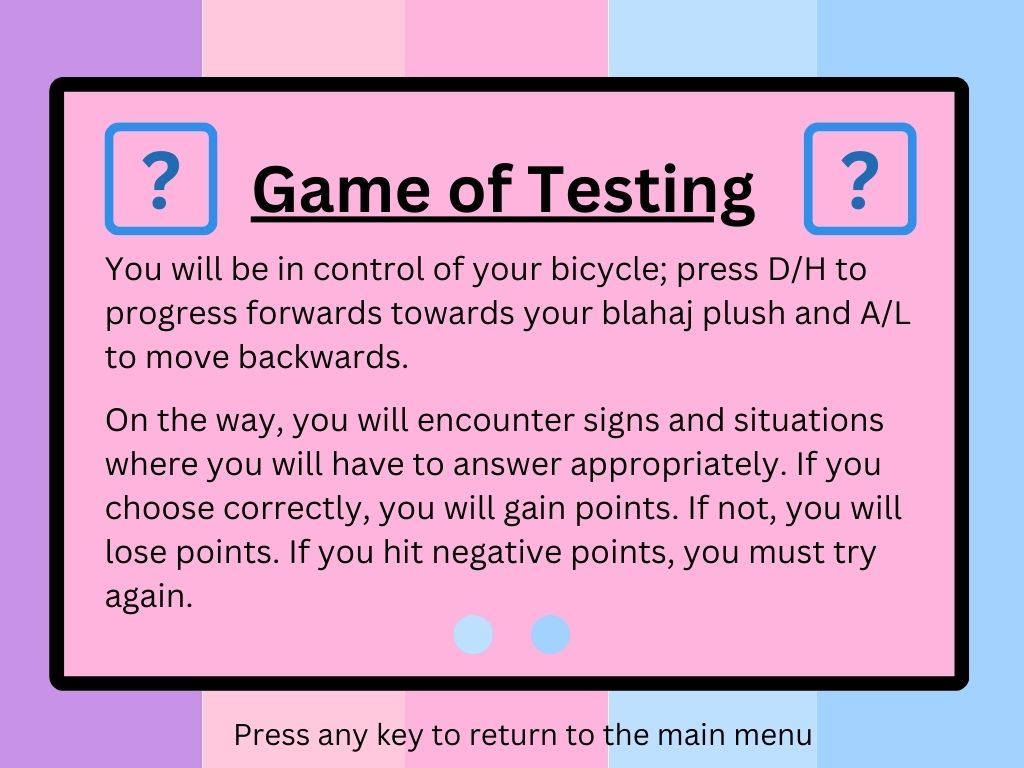 ?
Game of Testing
?
You will be in control of your bicycle; press D/H to
progress forwards towards your blahaj plush and A/L
to move backwards.
On the way, you will encounter signs and situations
where you will have to answer appropriately. If you
choose correctly, you will gain points. If not, you will
lose points. If you hit negative points, you must try
again.
Press any key to return to the main menu